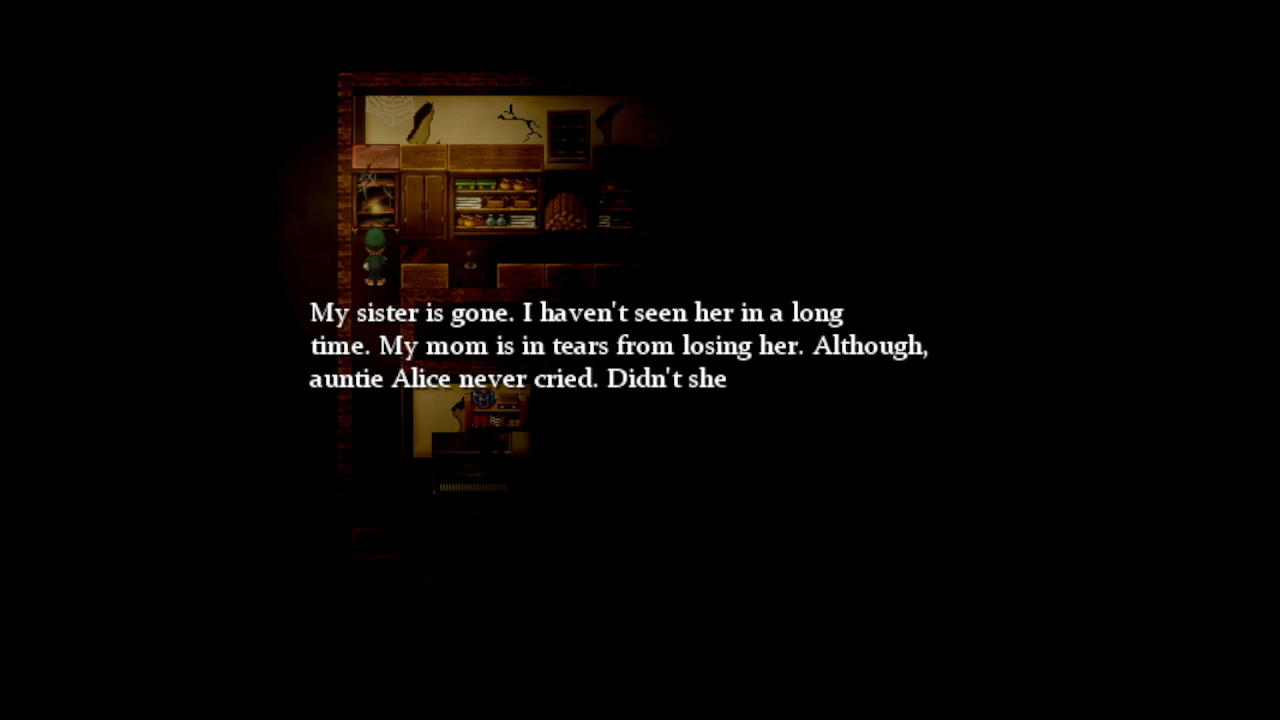 My sister is gone. I haven't seen her in a long
time. My mom is in tears from losing her. Although,
auntie Alice never cried. Didn't she